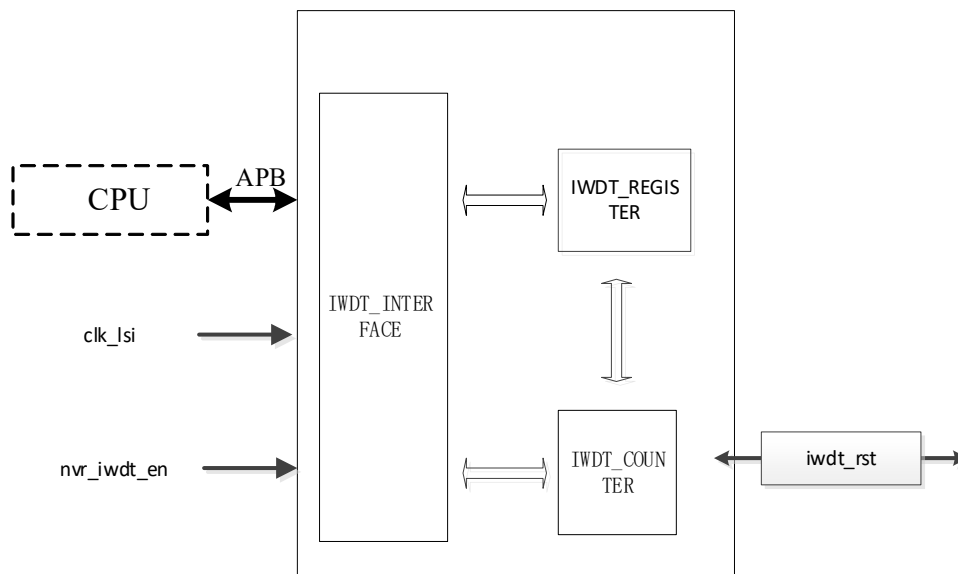 APB
CPU
IWDT_REGIS
TER
IWDT_INTER
FACE
clk_lsi
nvr_iwdt_en
IWDT_COUN
TER
iwdt_rst